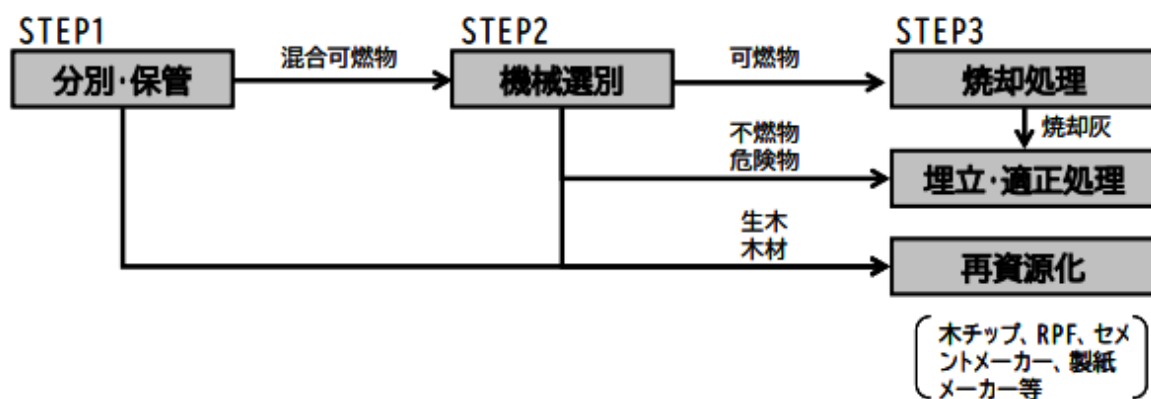 STEP1
STEP2
STEP3
分別・保管
混合可燃物
機械選別
可燃物
焼却処理
焼却灰
不燃物
危険物
埋立・適正処理
生木
木材
再資源化
木チップ、RPF、セメ
ントメーカー、製紙
メーカー等